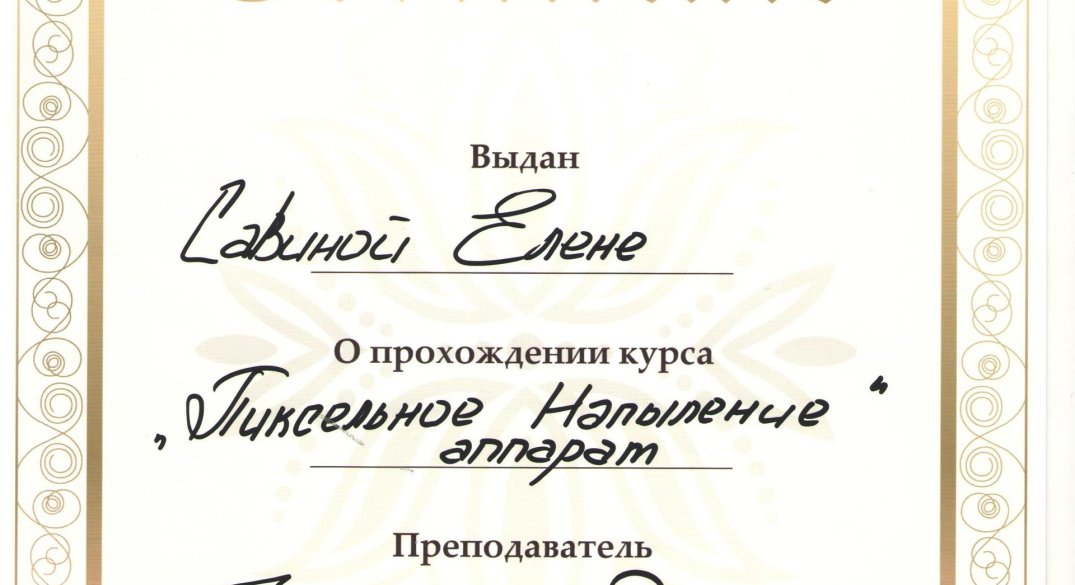 Выдан
Савиной Елене
О прохождении курса
„Пиксельное Напыление"
аппарат
Преподаватель